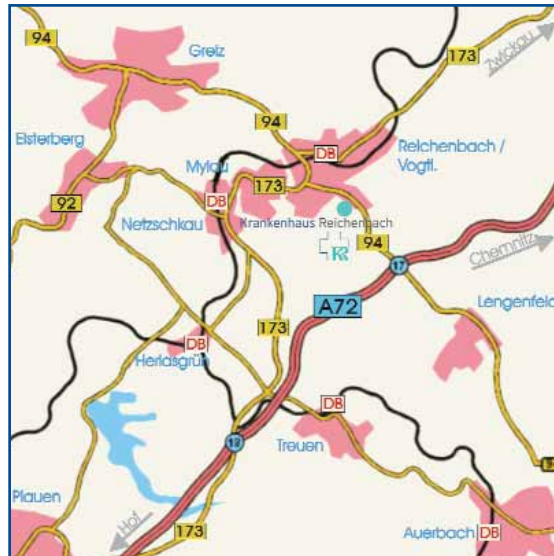 94
Greiz
173
Zwickau
94
Elsterberg
Mylau
DB
Reichenbach /
Vogtl.
92
DB
173
Netzschkau
Krankenhaus Reichenbach
KR
94
17
Chemnitz
A72
Lengenfeld
173
DB
Herlasgrün
DB
Treuen
Plauen
Hof
173
Auerbach
DB